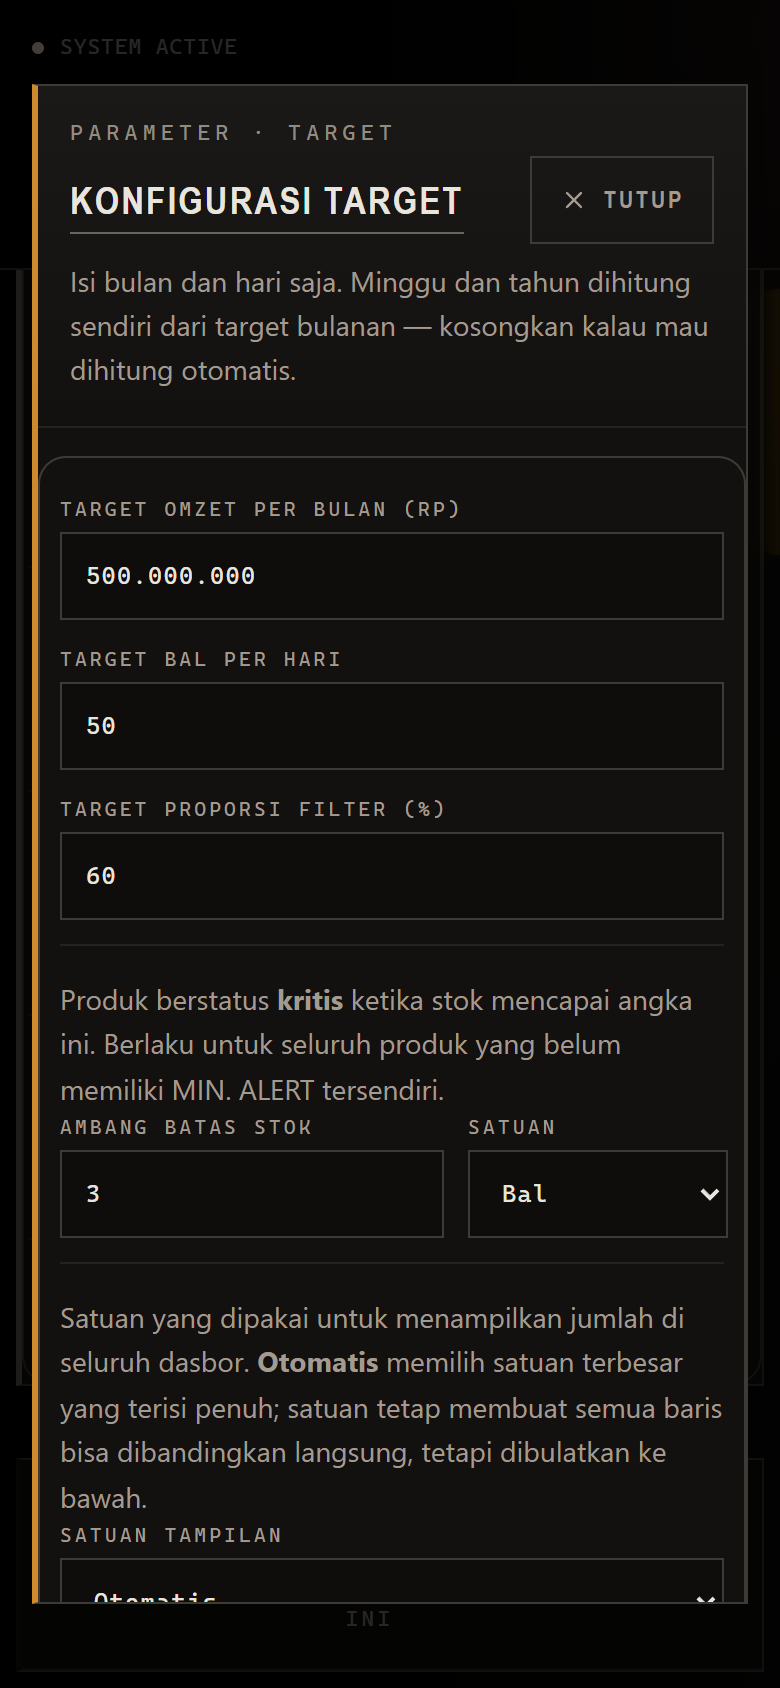 SYSTEM ACTIVE
PARAMETER · TARGET
KONFIGURASI TARGET
× TUTUP
Isi bulan dan hari saja. Minggu dan tahun dihitung
sendiri dari target bulanan — kosongkan kalau mau
dihitung otomatis.
TARGET OMZET PER BULAN (RP)
500.000.000
TARGET BAL PER HARI
50
TARGET PROPORSI FILTER (%)
60
Produk berstatus kritis ketika stok mencapai angka
ini. Berlaku untuk seluruh produk yang belum
memiliki MIN. ALERT tersendiri.
AMBANG BATAS STOK
SATUAN
3
Bal
Satuan yang dipakai untuk menampilkan jumlah di
seluruh dasbor. Otomatis memilih satuan terbesar
yang terisi penuh; satuan tetap membuat semua baris
bisa dibandingkan langsung, tetapi dibulatkan ke
bawah.
SATUAN TAMPILAN
Otomatis
INI